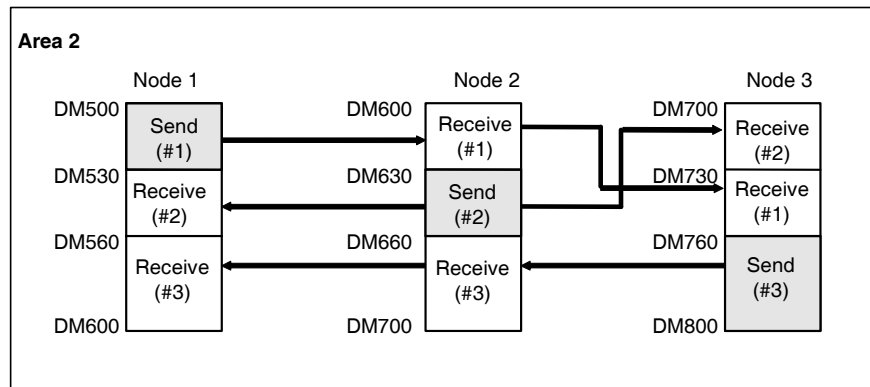 Area 2
Node 1 Node 2 Node 3
DM500 DM600 DM700
Send
(#1)
Receive
(#1)
Receive
(#2)
DM530 DM630 DM730
Receive
(#2)
Send
(#2)
Receive
(#1)
DM560 DM660 DM760
Receive
(#3)
Receive
(#3)
Send
(#3)
DM600 DM700 DM800